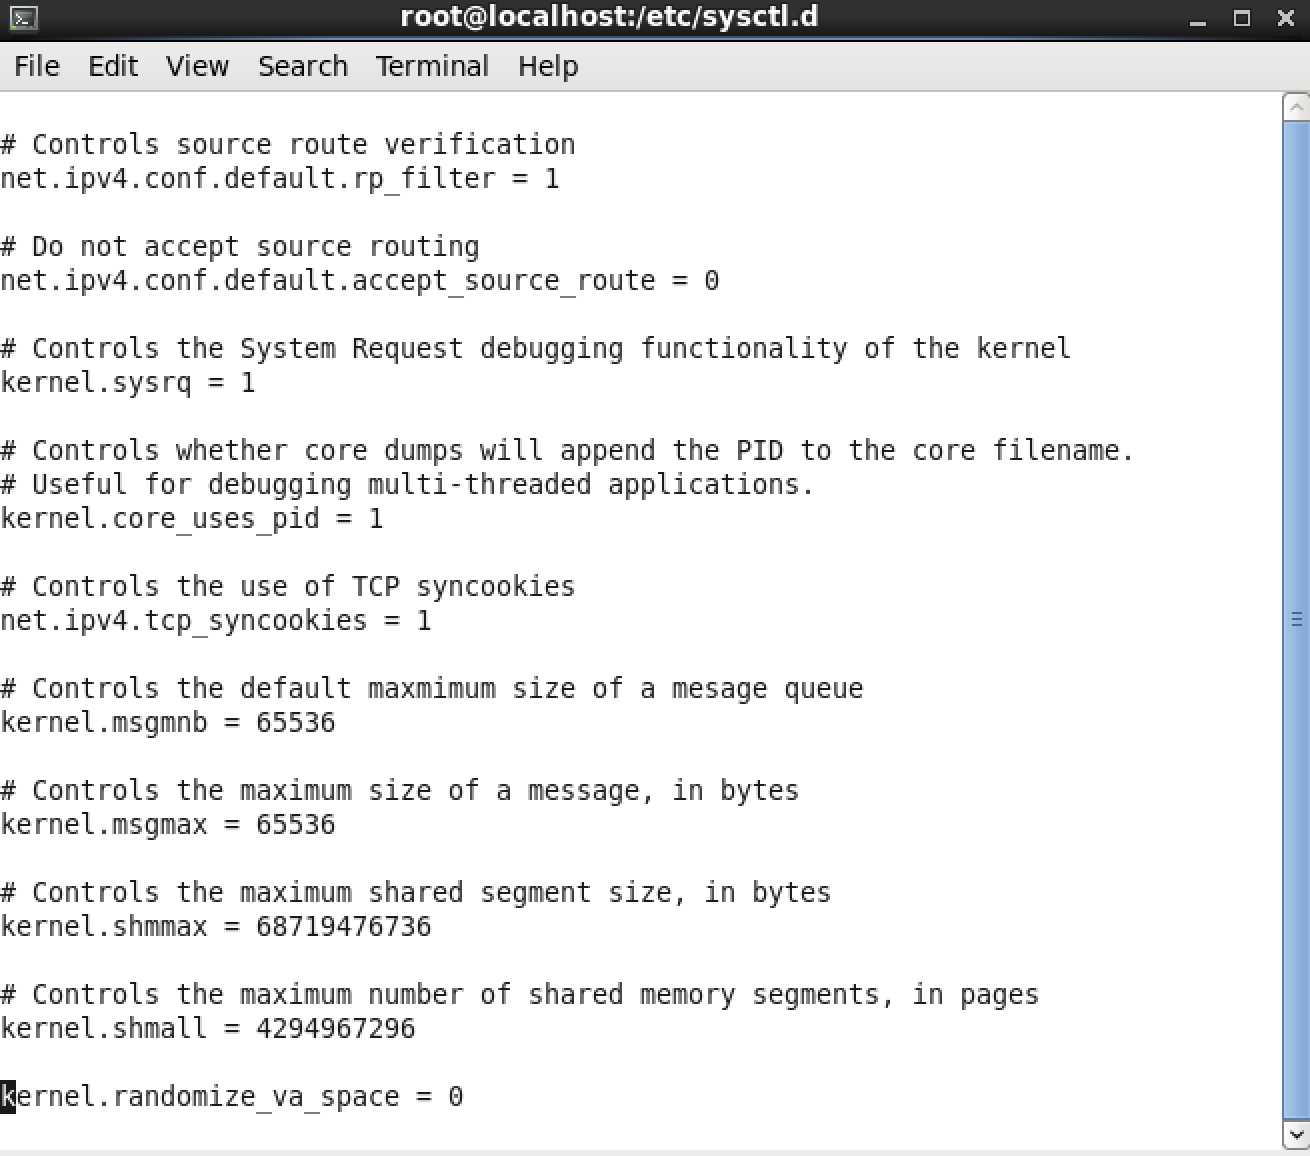 root@localhost:/etc/sysctl.d
File Edit View Search Terminal Help
# Controls source route verification
net.ipv4.conf.default.rp_filter = 1
# Do not accept source routing
net.ipv4.conf.default.accept_source_route = 0
# Controls the System Request debugging functionality of the kernel
kernel.sysrq = 1
# Controls whether core dumps will append the PID to the core filename.
# Useful for debugging multi-threaded applications.
kernel.core_uses_pid = 1
# Controls the use of TCP syncookies
net.ipv4.tcp_syncookies = 1
# Controls the default maxmimum size of a mesage queue
kernel.msgmnb = 65536
# Controls the maximum size of a message, in bytes
kernel.msgmax = 65536
# Controls the maximum shared segment size, in bytes
kernel.shmmax = 68719476736
# Controls the maximum number of shared memory segments, in pages
kernel.shmall = 4294967296
kernel.randomize_va_space = 0